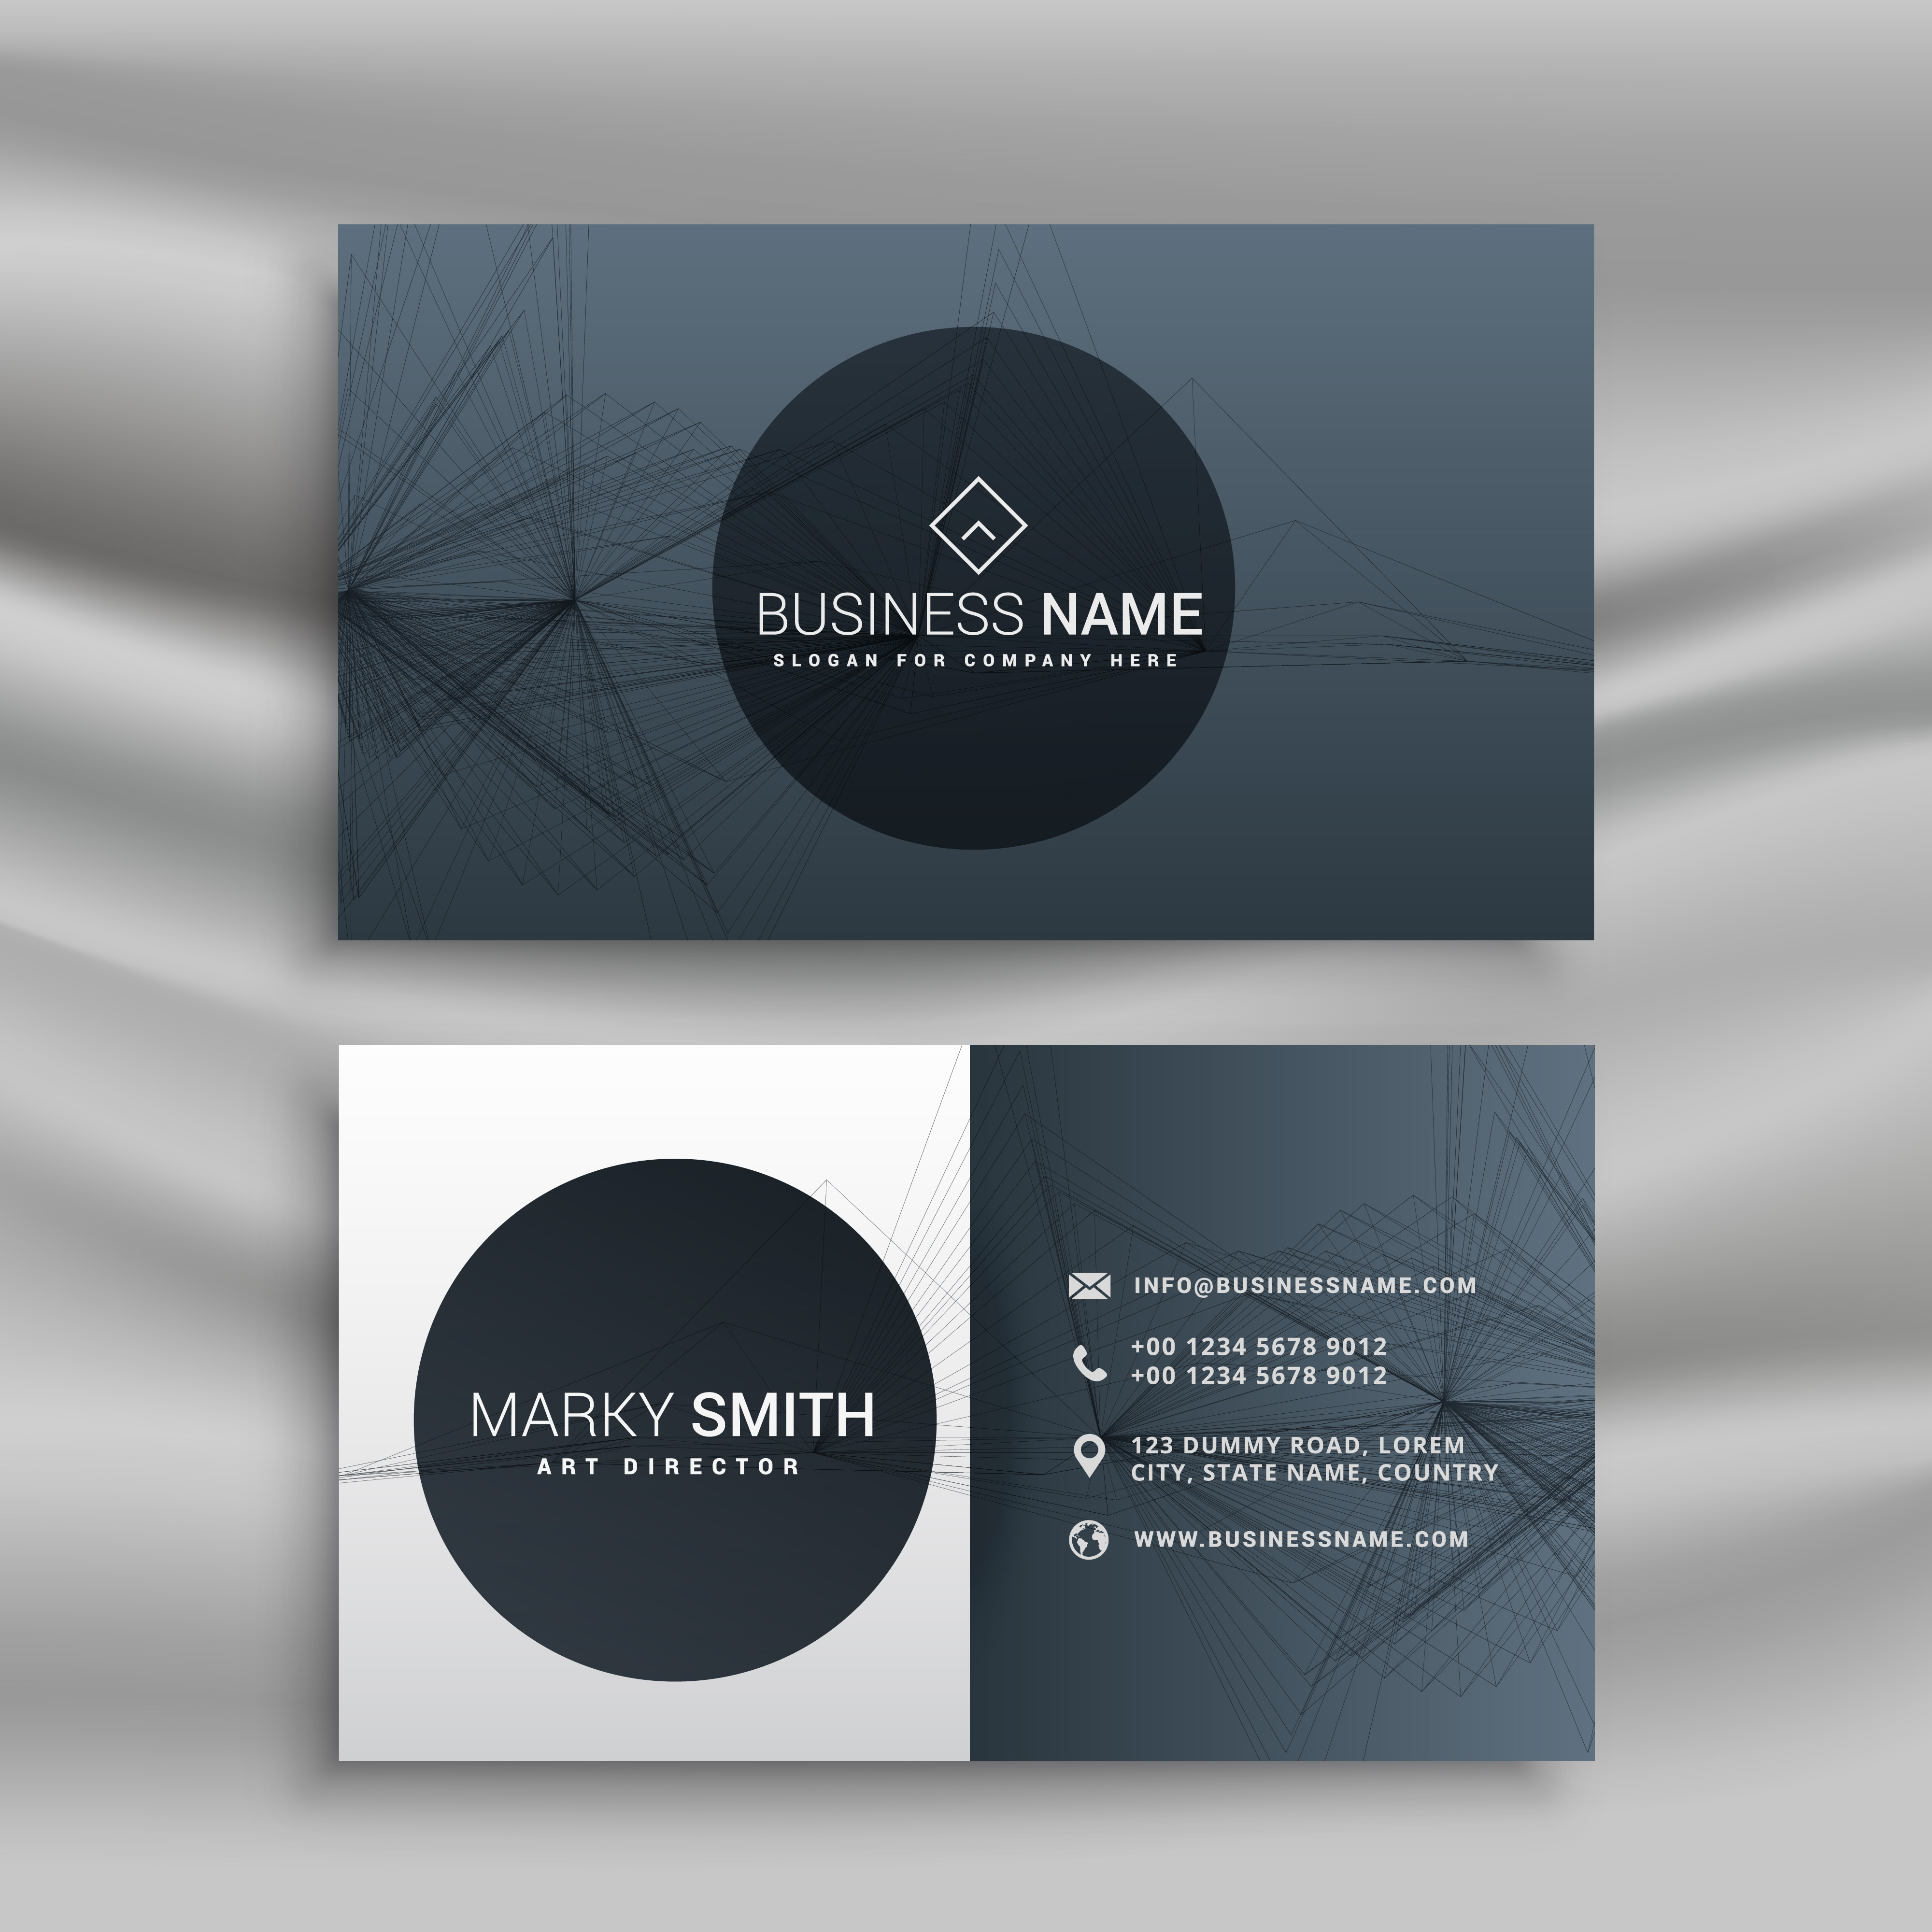 BUSINESS NAME
SLOGAN FOR COMPANY HERE
MARKY SMITH
ART DIRECTOR
INFO@BUSINESSNAME.COM
+00 1234 5678 9012
+00 1234 5678 9012
123 DUMMY ROAD, LOREM
CITY, STATE NAME, COUNTRY
WWW.BUSINESSNAME.COM